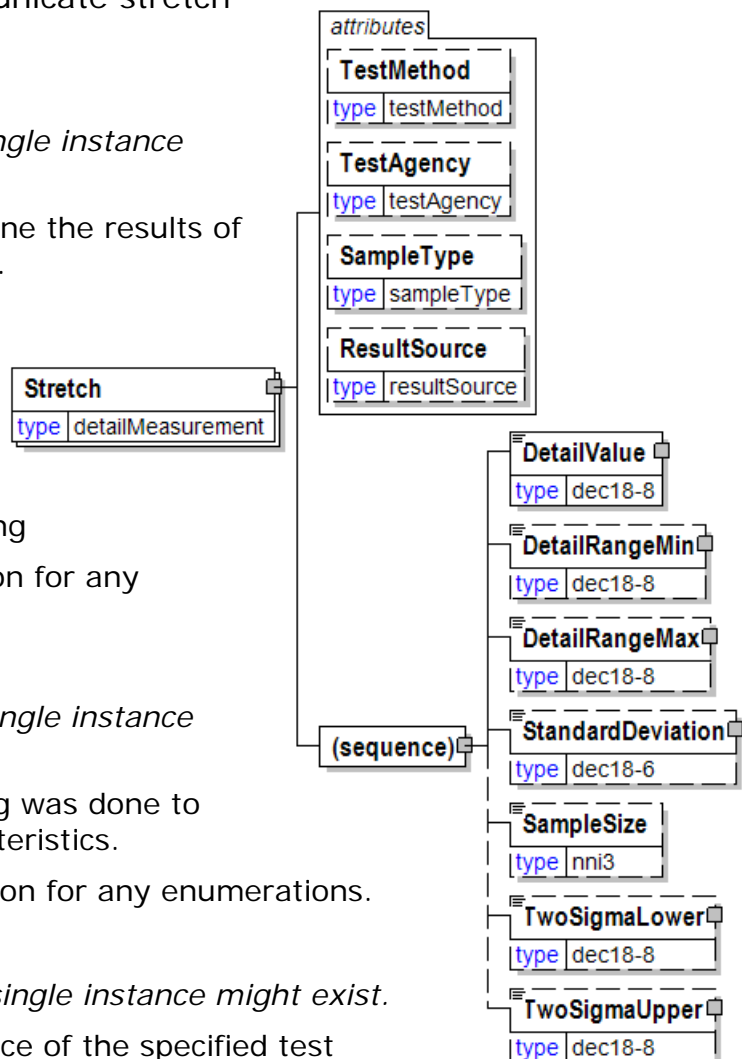 unicate stretch
ngle instance
ne the results of
.
ng
on for any
ngle instance
g was done to
teristics.
on for any enumerations.
single instance might exist.
ce of the specified test
attributes
TestMethod
type testMethod
TestAgency
type testAgency
SampleType
type sampleType
ResultSource
type resultSource
Stretch
type detailMeasurement
(sequence)
DetailValue
type dec18-8
DetailRangeMin
type dec18-8
DetailRangeMax
type dec18-8
StandardDeviation
type dec18-6
SampleSize
type nni3
TwoSigmaLower
type dec18-8
TwoSigmaUpper
type dec18-8